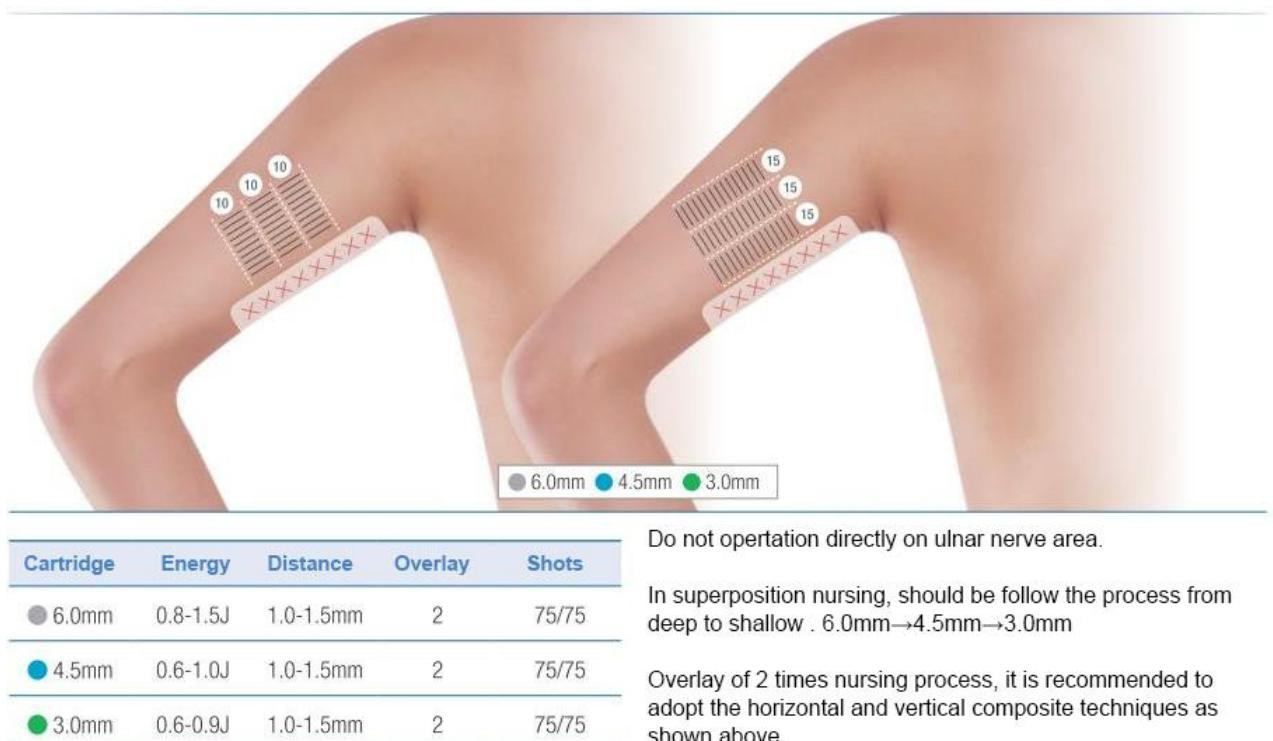 10
10
10
15
15
15
XXXXXXXX
XXXXXXXX
6.0mm 4.5mm 3.0mm
Cartridge Energy Distance Overlay Shots
6.0mm 0.8-1.5J 1.0-1.5mm 2 75/75
4.5mm 0.6-1.0J 1.0-1.5mm 2 75/75
3.0mm 0.6-0.9J 1.0-1.5mm 2 75/75
Do not opertation directly on ulnar nerve area.
In superposition nursing, should be follow the process from
deep to shallow . 6.0mm→4.5mm→3.0mm
Overlay of 2 times nursing process, it is recommended to
adopt the horizontal and vertical composite techniques as
shown above.